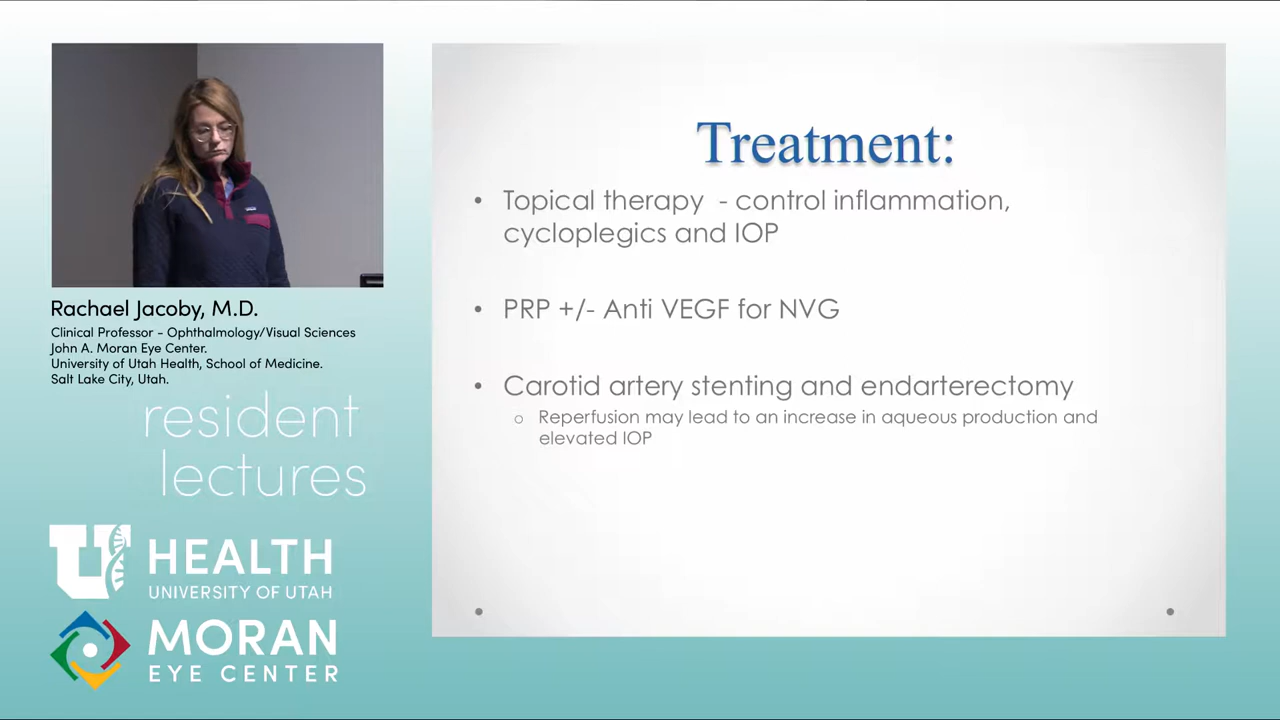 Treatment:
• Topical therapy - control inflammation,
cycloplegics and IOP
• PRP +/- Anti VEGF for NVG
• Carotid artery stenting and endarterectomy
o Reperfusion may lead to an increase in aqueous production and
elevated IOP
Rachael Jacoby, M.D.
Clinical Professor - Ophthalmology/Visual Sciences
John A. Moran Eye Center.
University of Utah Health, School of Medicine.
Salt Lake City, Utah.
resident
lectures
U HEALTH
UNIVERSITY OF UTAH
MORAN
EYE CENTER